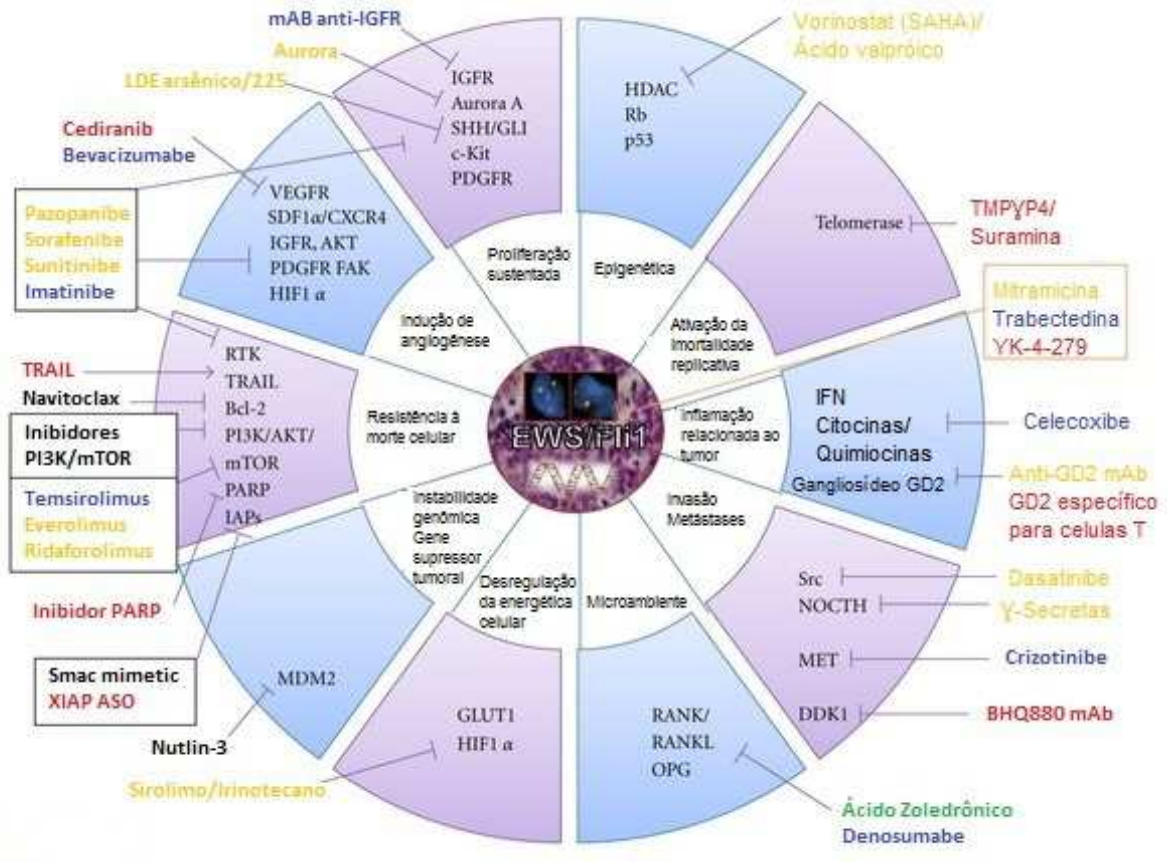 mAB anti-IGFR
Aurora
LDE arsênico/225
Cediranib
Bevacizumabe
Pazopanibe
Sorafenibe
Sunitinibe
Imatinibe
TRAIL
Navitoclax
Inibidores
PI3K/mTOR
Temsirolimus
Everolimus
Ridaforolimus
Inibidor PARP
Smac mimetic
XIAP ASO
Nutlin-3
Sirolimo/Irinotecano
Vorinostat (SAHA)/
Ácido valpróico
TMPɣP4/
Suramina
Mitramicina
Trabectedina
YK-4-279
Celecoxibe
Anti-GD2 mAb
GD2 específico
para celulas T
Dasatinibe
ɣ-Secretas
Crizotinibe
BHQ880 mAb
Ácido Zoledrônico
Denosumabe
IGFR
Aurora A
SHH/GLI
c-Kit
PDGFR
HDAC
Rb
p53
Telomerase
IFN
Citocinas/
Quimiocinas
Gangliosídeo GD2
Src
NOCTH
MET
DDK1
RANK/
RANKL
OPG
GLUT1
HIF1 α
MDM2
RTK
TRAIL
Bcl-2
PI3K/AKT/
mTOR
PARP
IAPs
VEGFR
SDF1α/CXCR4
IGFR, AKT
PDGFR FAK
HIF1 α
Proliferação
sustentada
Epigenética
Ativação da
imortalidade
replicativa
Inflamação
relacionada ao
tumor
Invasão
Metástases
Microambiente
Desregulação
da energética
celular
Instabilidade
genômica
Gene
supressor
tumoral
Resistência à
morte celular
Indução de
angiogênese
EWS/Fli1